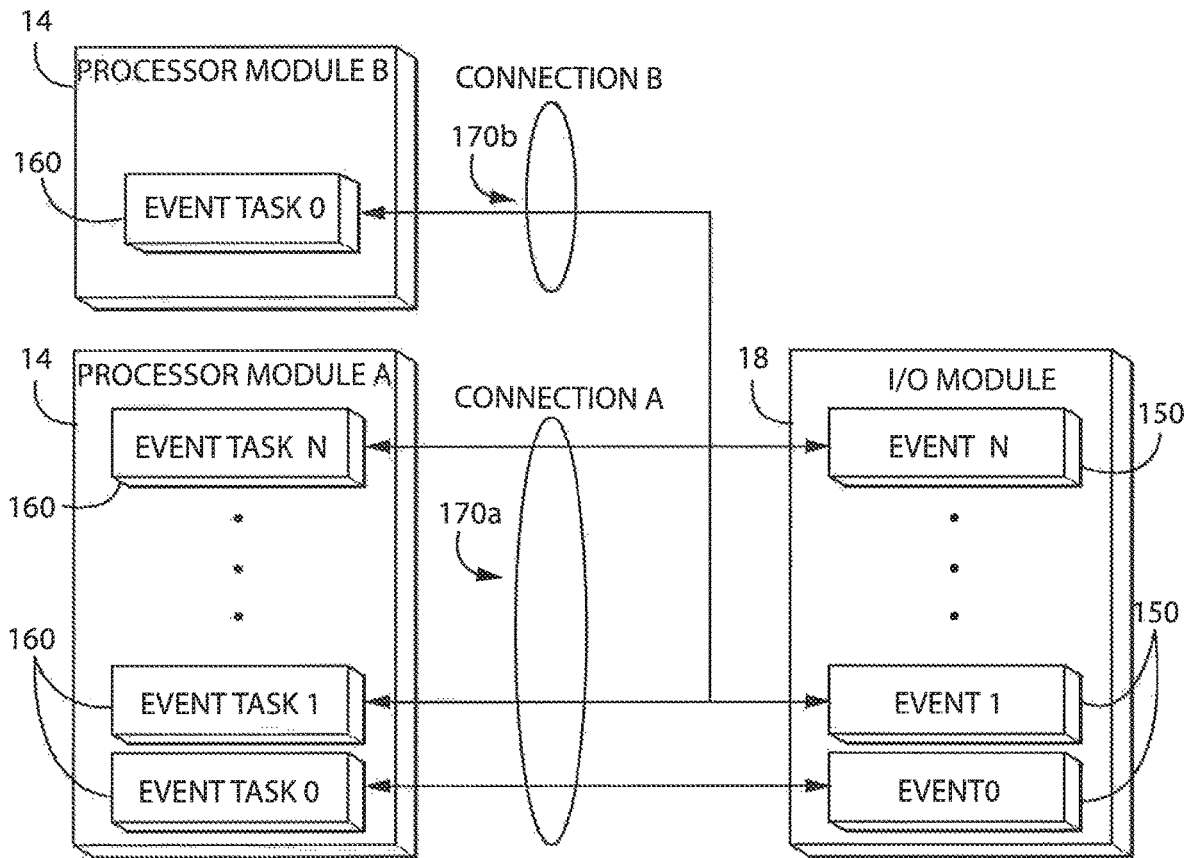 14
PROCESSOR MODULE B
CONNECTION B
170b
160
EVENT TASK 0
14
PROCESSOR MODULE A
CONNECTION A
18
I/O MODULE
EVENT TASK N
EVENT N
150
160
170a
160
150
EVENT TASK 1
EVENT 1
EVENT TASK 0
EVENT0